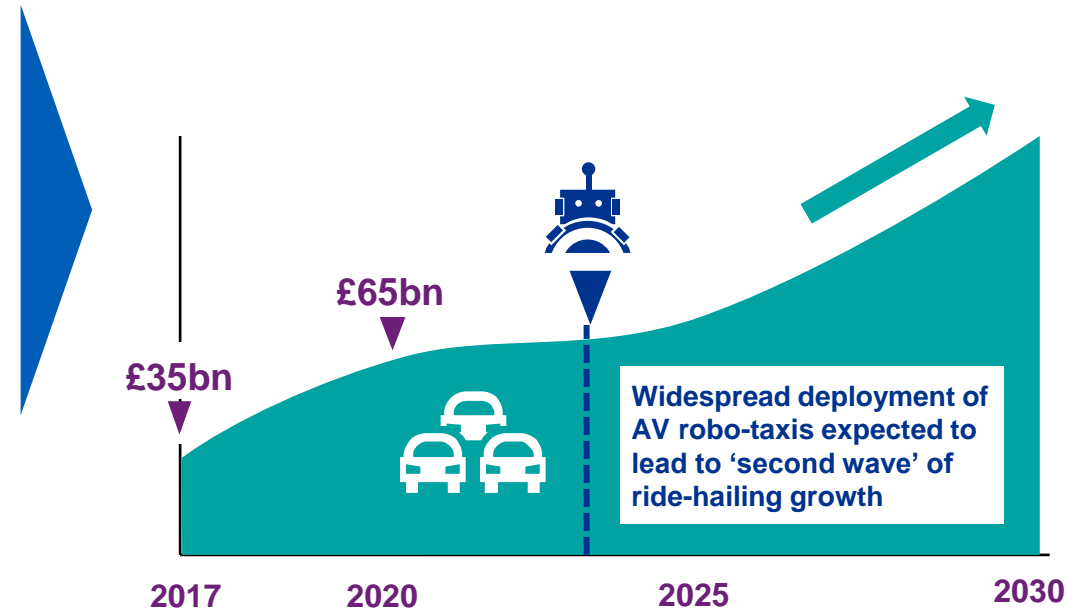 £65bn
£35bn
Widespread deployment of
AV robo-taxis expected to
lead to ‘second wave’ of
ride-hailing growth
2017
2020
2025
2030